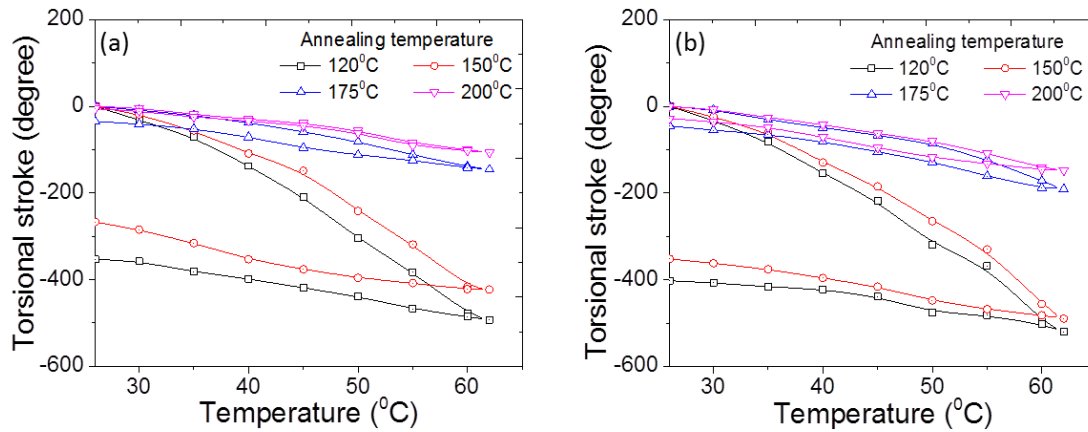 (a)
Annealing temperature
120⁰C 150⁰C
175⁰C 200⁰C
200
0
-200
-400
-600
Torsional stroke (degree)
30 40 50 60
Temperature (⁰C)
(b)
Annealing temperature
120⁰C 150⁰C
175⁰C 200⁰C
200
0
-200
-400
-600
Torsional stroke (degree)
30 40 50 60
Temperature (⁰C)